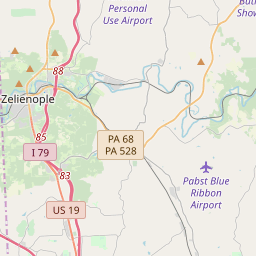 Personal
Use Airport
88
Zelienople
85
PA 68
PA 528
I 79
83
Pabst Blue
Ribbon
Airport
US 19